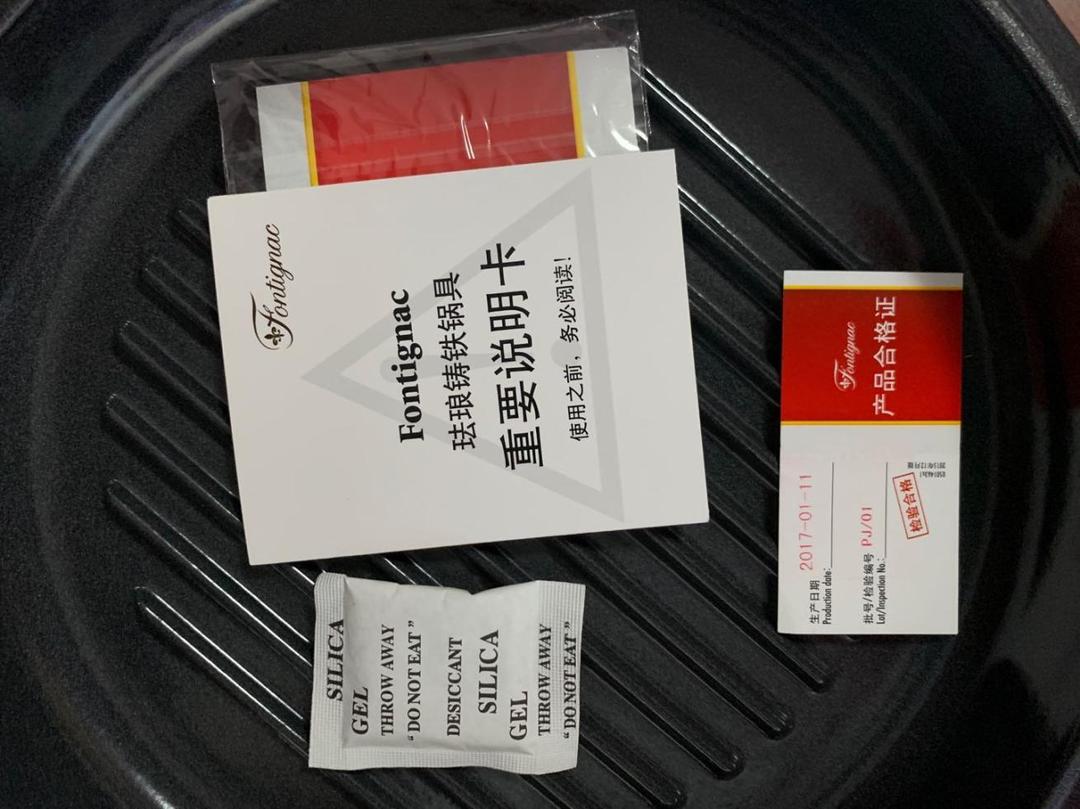 Fontignac
Fontignac
珐琅铸铁锅具
重要说明卡
使用之前，务必阅读！
SILICA
GEL
THROW AWAY
“DO NOT EAT”
DESICCANT
SILICA
GEL
THROW AWAY
“DO NOT EAT”
Fontignac
产品合格证
生产日期 2017-01-11
Production date:
批号/检验编号 PJ/01
Lot/Inspection No.:
检验合格